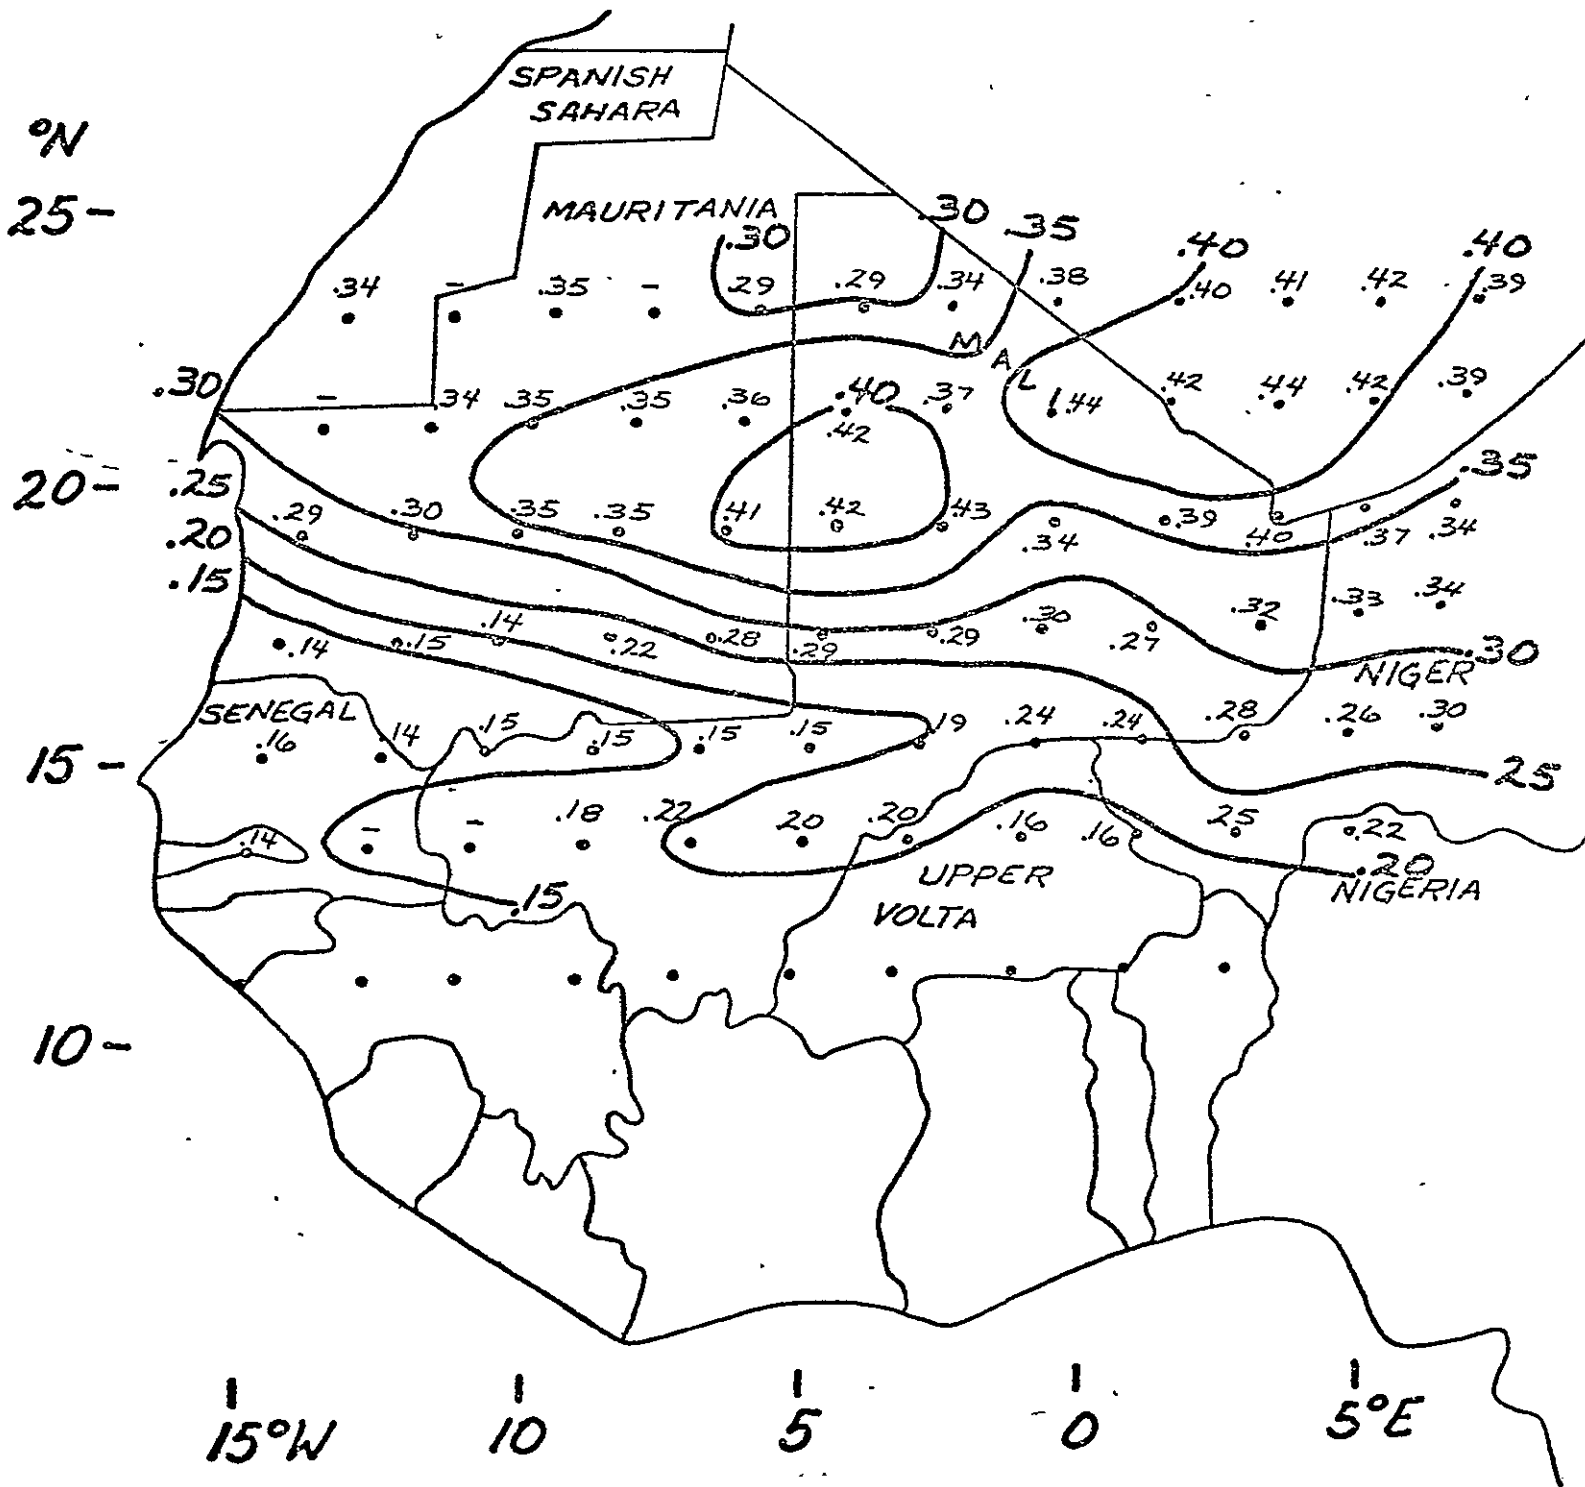 SPANISH
SAHARA
°N
25-
MAURITANIA
.30
.30
.35
.40
.40
.34 - .35 - .29 .29 .34 .38 .40 .41 .42 .39
MALI
.30
- .34 .35 .35 .36 .40 .37 .44 .42 .44 .42 .39
.42
20-
.25
.35
.29 .30 .35 .35 .41 .42 .43 .34 .39 .40 .37 .34
.20
.15
.14 .15 .14 .22 .28 .29 .29 .30 .27 .32 .33 .34
.30
NIGER
SENEGAL
.16 .14 .15 .15 .15 .15 .19 .24 .24 .28 .26 .30
15-
.25
.14 - - .18 .22 .20 .20 .16 .16 .25 .22
.20
UPPER
VOLTA
NIGERIA
.15
10-
15°W 10 5 0 5°E